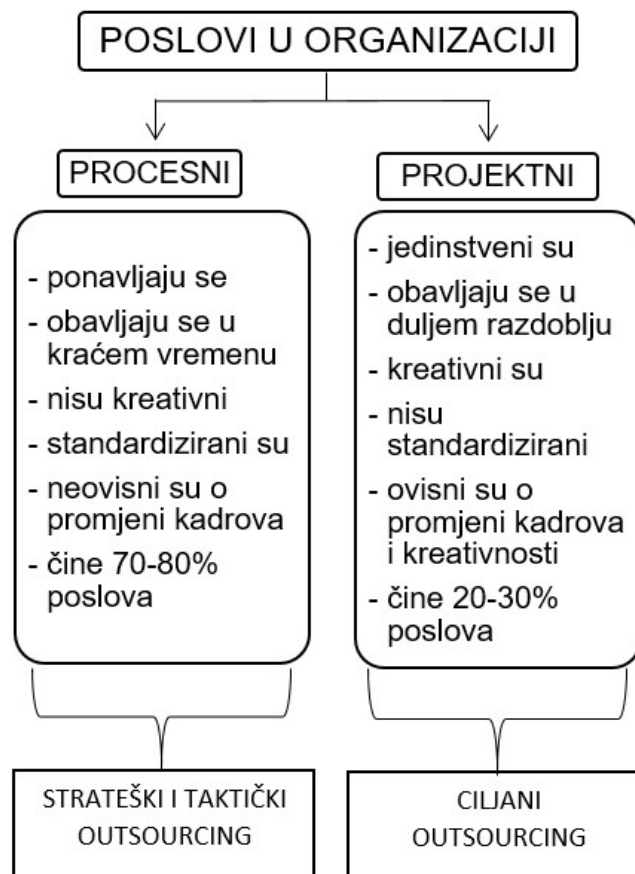 POSLOVI U ORGANIZACIJI
PROCESNI
- ponavljaju se
- obavljaju se u
kraćem vremenu
- nisu kreativni
- standardizirani su
- neovisni su o
promjeni kadrova
- čine 70-80%
poslova
STRATEŠKI I TAKTIČKI
OUTSOURCING
PROJEKTNI
- jedinstveni su
- obavljaju se u
duljem razdoblju
- kreativni su
- nisu
standardizirani
- ovisni su o
promjeni kadrova
i kreativnosti
- čine 20-30%
poslova
CILJANI
OUTSOURCING